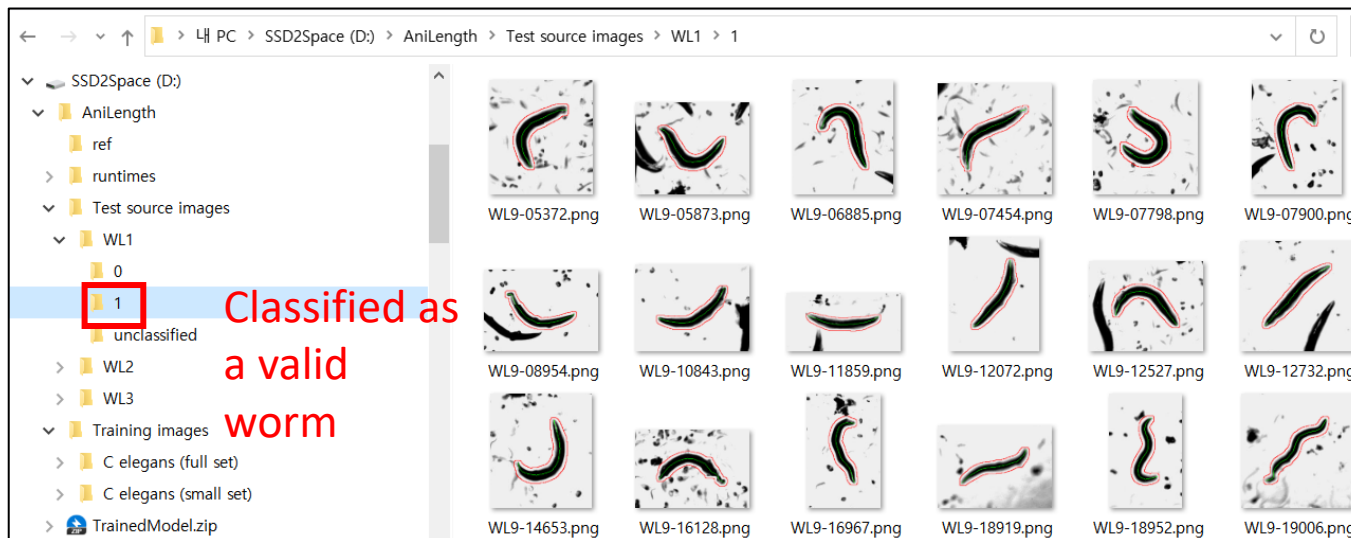 내 PC > SSD2Space (D:) > AniLength > Test source images > WL1 > 1
SSD2Space (D:)
AniLength
ref
runtimes
Test source images
WL1
0
1
unclassified
WL2
WL3
Training images
C elegans (full set)
C elegans (small set)
TrainedModel.zip
Classified as
a valid
worm
WL9-05372.png WL9-05873.png WL9-06885.png WL9-07454.png WL9-07798.png WL9-07900.png
WL9-08954.png WL9-10843.png WL9-11859.png WL9-12072.png WL9-12527.png WL9-12732.png
WL9-14653.png WL9-16128.png WL9-16967.png WL9-18919.png WL9-18952.png WL9-19006.png